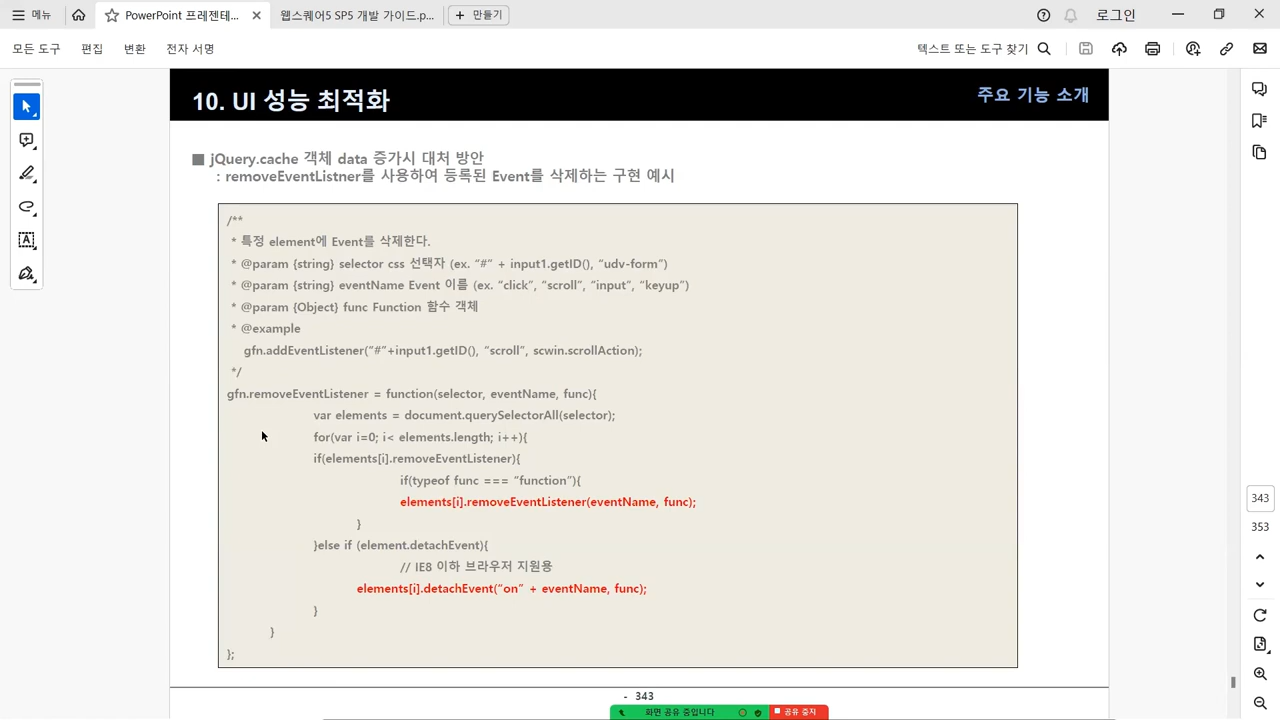 메뉴
PowerPoint 프레젠테...
웹스퀘어5 SP5 개발 가이드.p...
+ 만들기
로그인
모든 도구
편집
변환
전자 서명
텍스트 또는 도구 찾기
10. UI 성능 최적화
주요 기능 소개
■ jQuery.cache 객체 data 증가시 대처 방안
: removeEventListner를 사용하여 등록된 Event를 삭제하는 구현 예시
/**
* 특정 element에 Event를 삭제한다.
* @param {string} selector css 선택자 (ex. “#” + input1.getID(), “udv-form”)
* @param {string} eventName Event 이름 (ex. “click”, “scroll”, “input”, “keyup”)
* @param {Object} func Function 함수 객체
* @example
gfn.addEventListener(“#”+input1.getID(), “scroll”, scwin.scrollAction);
*/
gfn.removeEventListener = function(selector, eventName, func){
var elements = document.querySelectorAll(selector);
for(var i=0; i< elements.length; i++){
if(elements[i].removeEventListener){
if(typeof func === “function”){
elements[i].removeEventListener(eventName, func);
}
}else if (element.detachEvent){
// IE8 이하 브라우저 지원용
elements[i].detachEvent(“on” + eventName, func);
}
}
};
- 343
343
353
화면 공유 중입니다
공유 중지